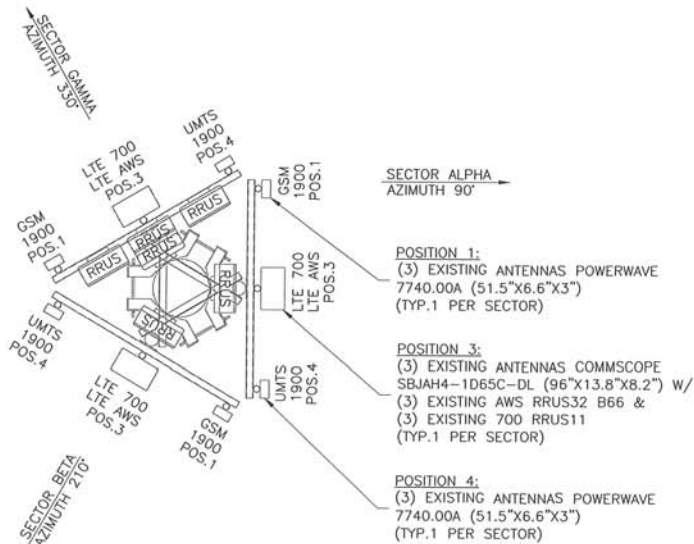 SECTOR GAMMA
AZIMUTH 330°
UMTS
1900
POS.4
LTE 700
LTE AWS
POS.3
GSM
1900
POS.1
RRUS
RRUS
RRUS
RRUS
GSM
1900
POS.1
SECTOR ALPHA
AZIMUTH 90°
RRUS
LTE 700
LTE AWS
POS.3
RRUS
UMTS
1900
POS.4
UMTS
1900
POS.4
LTE 700
LTE AWS
POS.3
GSM
1900
POS.1
SECTOR BETA
AZIMUTH 210°
POSITION 1:
(3) EXISTING ANTENNAS POWERWAVE
7740.00A (51.5"X6.6"X3")
(TYP.1 PER SECTOR)
POSITION 3:
(3) EXISTING ANTENNAS COMMSCOPE
SBJAH4-1D65C-DL (96"X13.8"X8.2") W/
(3) EXISTING AWS RRUS32 B66 &
(3) EXISTING 700 RRUS11
(TYP.1 PER SECTOR)
POSITION 4:
(3) EXISTING ANTENNAS POWERWAVE
7740.00A (51.5"X6.6"X3")
(TYP.1 PER SECTOR)